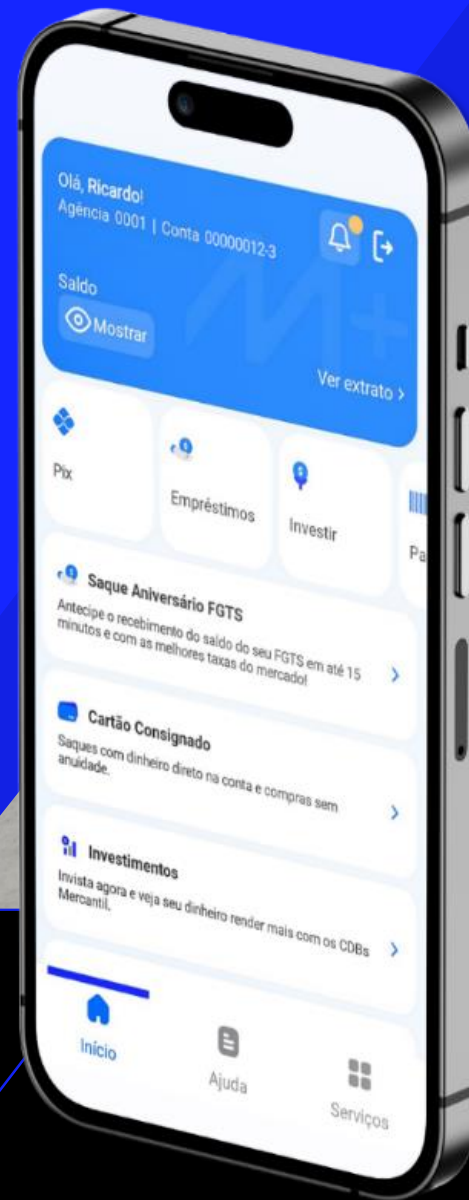 Olá, Ricardo!
Agência 0001 | Conta 00000012-3
Saldo
Mostrar
Ver extrato >
M+
Pix
Empréstimos
Investir
Pa
Saque Aniversário FGTS
Antecipe o recebimento do saldo do seu FGTS em até 15
minutos e com as melhores taxas do mercado!
Cartão Consignado
Saques com dinheiro direto na conta e compras sem
anuidade.
Investimentos
Invista agora e veja seu dinheiro render mais com os CDBs
Mercantil.
Início
Ajuda
Serviços